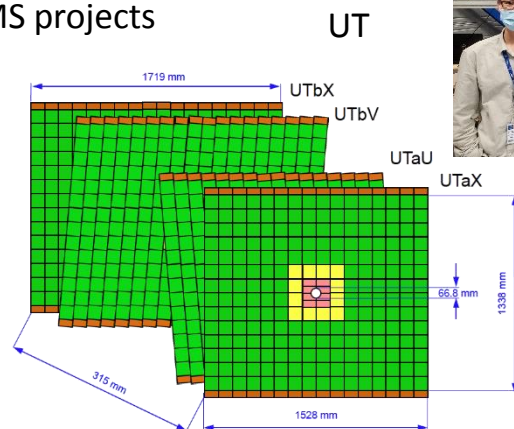 MS projects
UT
1719 mm
UTbX
UTbV
UTaU
UTaX
66.8 mm
1338 mm
315 mm
1528 mm